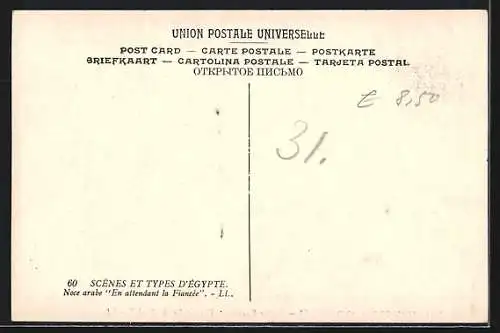 UNION POSTALE UNIVERSELLE
POST CARD — CARTE POSTALE — POSTKARTE
BRIEFKAART — CARTOLINA POSTALE — TARJETA POSTAL
ОТКРЫТОЕ ПИСЬМО
E 8,50
31.
60 SCÈNES ET TYPES D'ÉGYPTE.
Noce arabe "En attendant la Fiancée". - LL.